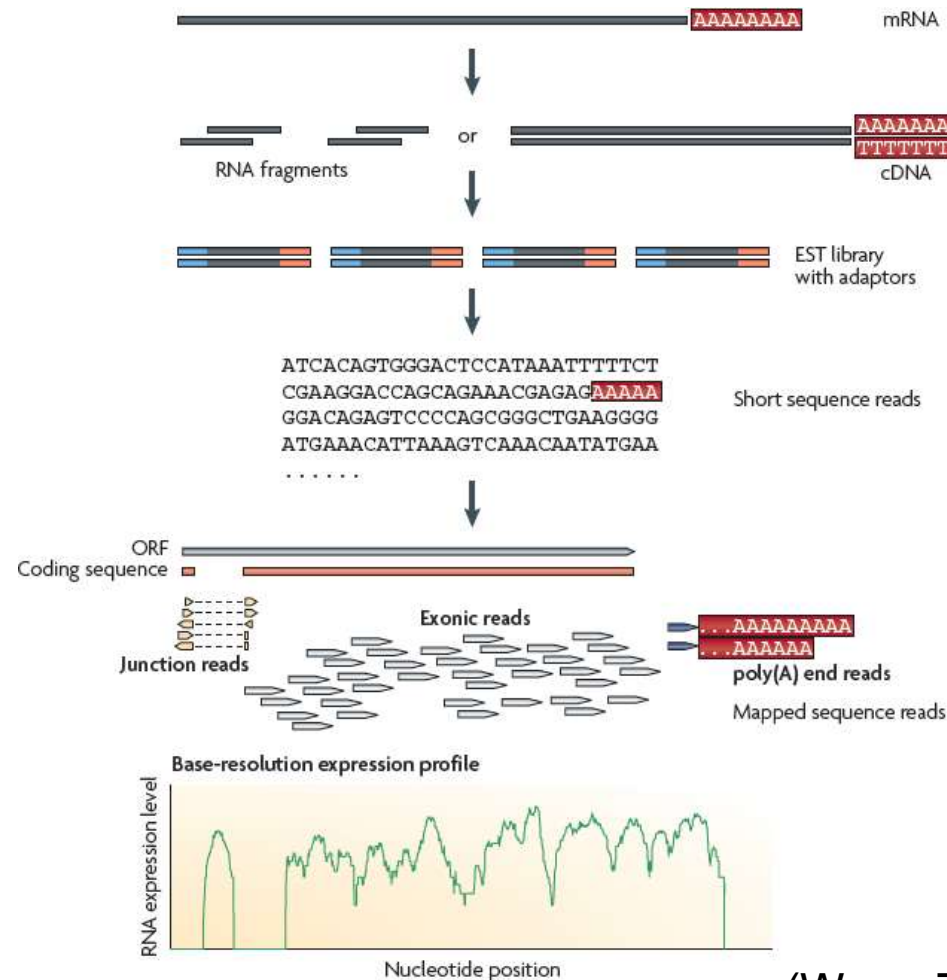 AAAAAAAA mRNA
AAAAAAA
or
TTTTTTT
RNA fragments
cDNA
EST library
with adaptors
ATCACAGTGGGACTCCATAAATTTTTCT
CGAAGGACCAGCAGAAACGAGAGAAAAA
GGACAGAGTCCCCAGCGGGCTGAAGGGG
ATGAAACATTAAAGTCAAACAATATGAA
. . . . . .
Short sequence reads
ORF
Coding sequence
Junction reads
Exonic reads
...AAAAAAAAA
...AAAAAA
poly(A) end reads
Mapped sequence reads
Base-resolution expression profile
RNA expression level
Nucleotide position